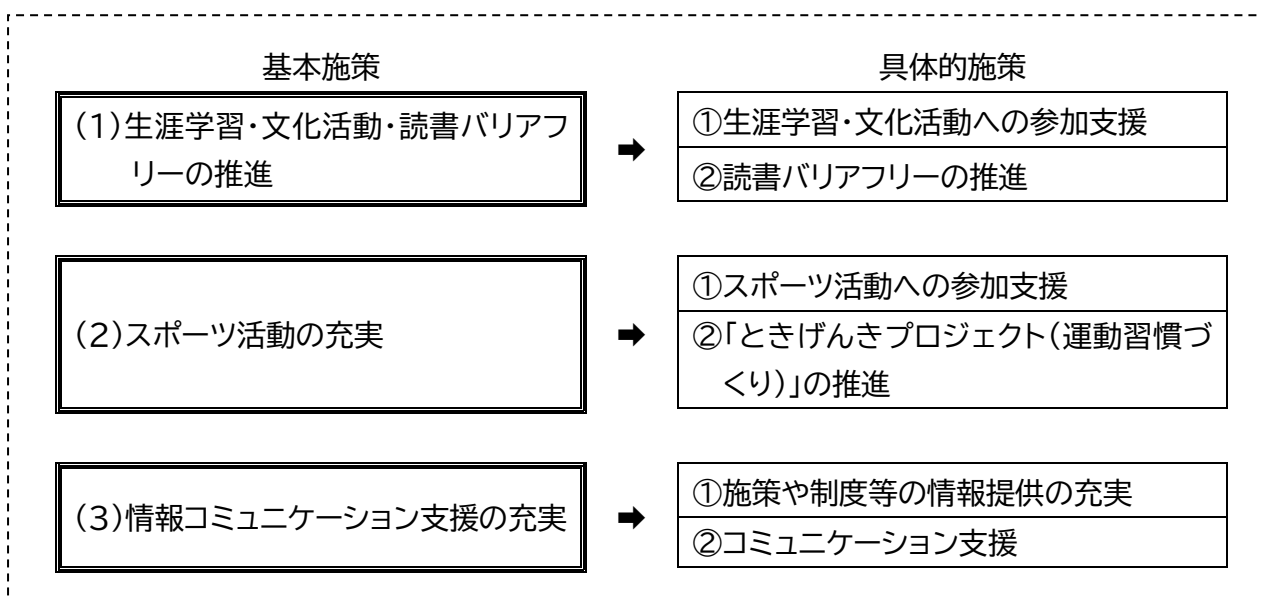 基本施策
具体的施策
(1)生涯学習・文化活動・読書バリアフ
リーの推進
➡
①生涯学習・文化活動への参加支援
②読書バリアフリーの推進
(2)スポーツ活動の充実
➡
①スポーツ活動への参加支援
②「ときげんきプロジェクト(運動習慣づ
くり)」の推進
(3)情報コミュニケーション支援の充実
➡
①施策や制度等の情報提供の充実
②コミュニケーション支援